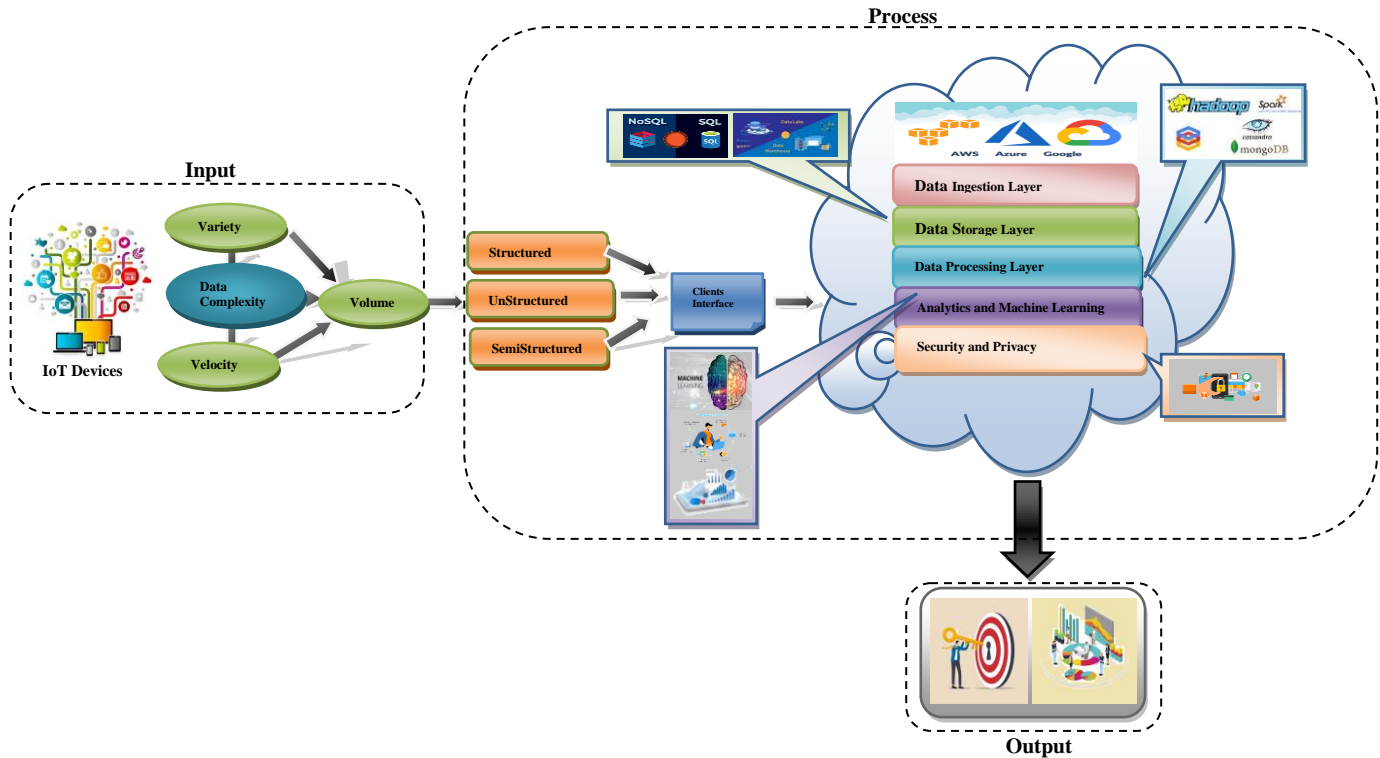 Process
Input
IoT Devices
Variety
Data
Complexity
Velocity
Volume
Structured
UnStructured
SemiStructured
Clients
Interface
NoSQL
SQL
SQL
Data Lake
Data
Warehouse
AWS Azure Google
Data Ingestion Layer
Data Storage Layer
Data Processing Layer
Analytics and Machine Learning
Security and Privacy
hadoop
Spark
cassandra
mongoDB
MACHINE
LEARNING
Output